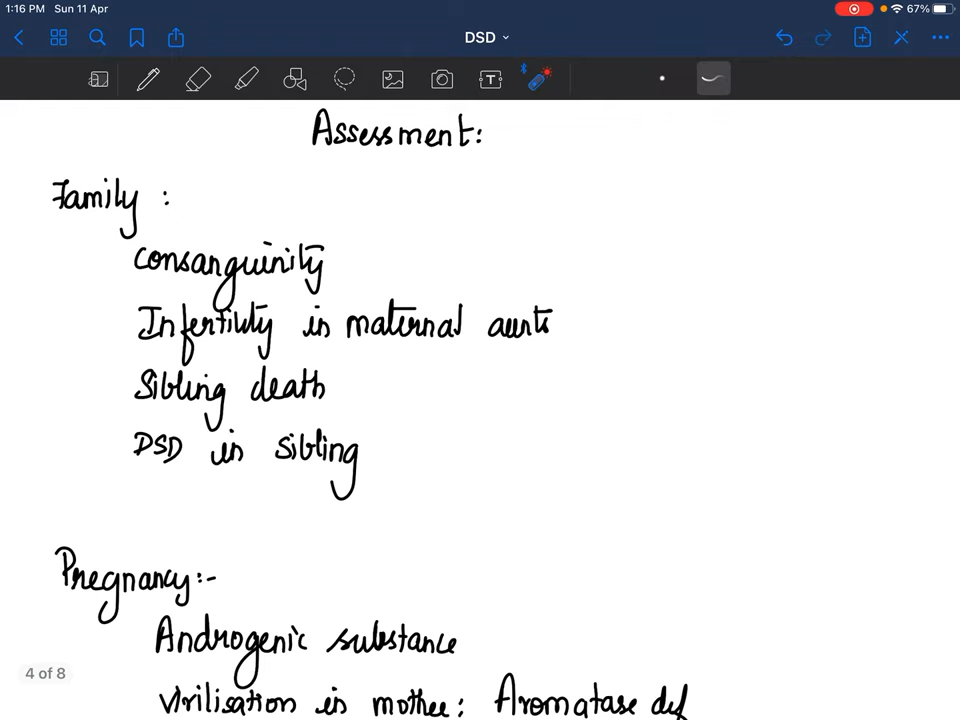 1:16 PM Sun 11 Apr
67%
DSD
T
Assessment:
Family :
consanguinity
Infertility in maternal aunts
Sibling death
DSD in sibling
Pregnancy:-
Androgenic substance
4 of 8
Virilisation in mother: Aromatase def